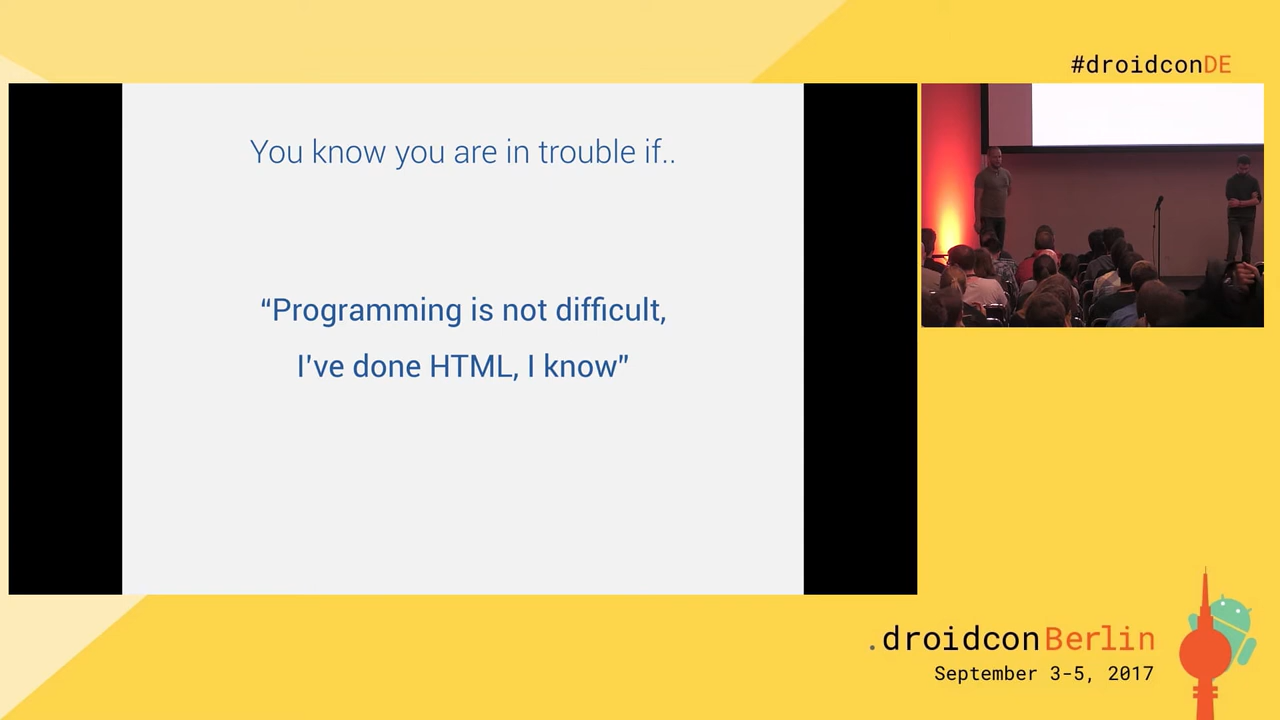 #droidconDE
You know you are in trouble if..
“Programming is not difficult,
I’ve done HTML, I know”
.droidconBerlin
September 3-5, 2017